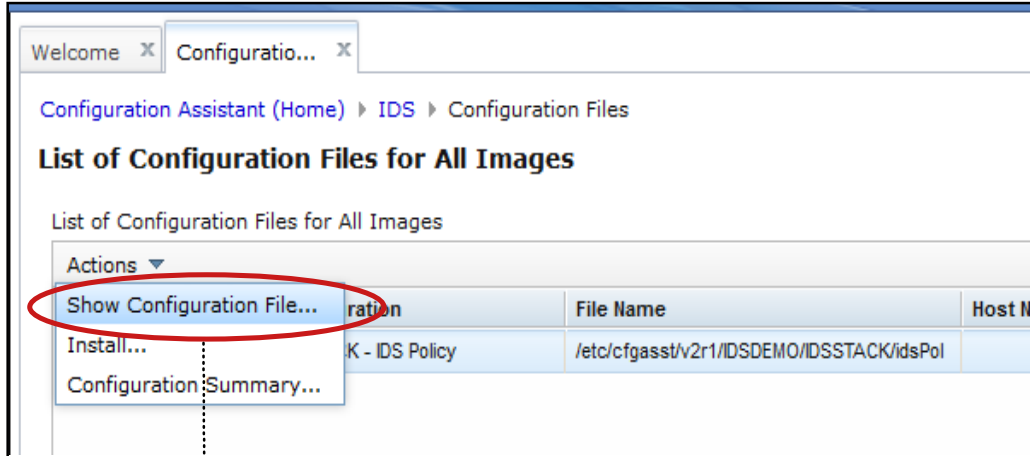 Welcome X Configuratio... X
Configuration Assistant (Home) IDS Configuration Files
List of Configuration Files for All Images
List of Configuration Files for All Images
Actions
Show Configuration File... ration File Name Host N
Install... K - IDS Policy /etc/cfgasst/v2r1/IDSDEMO/IDSSTACK/idsPol
Configuration Summary...